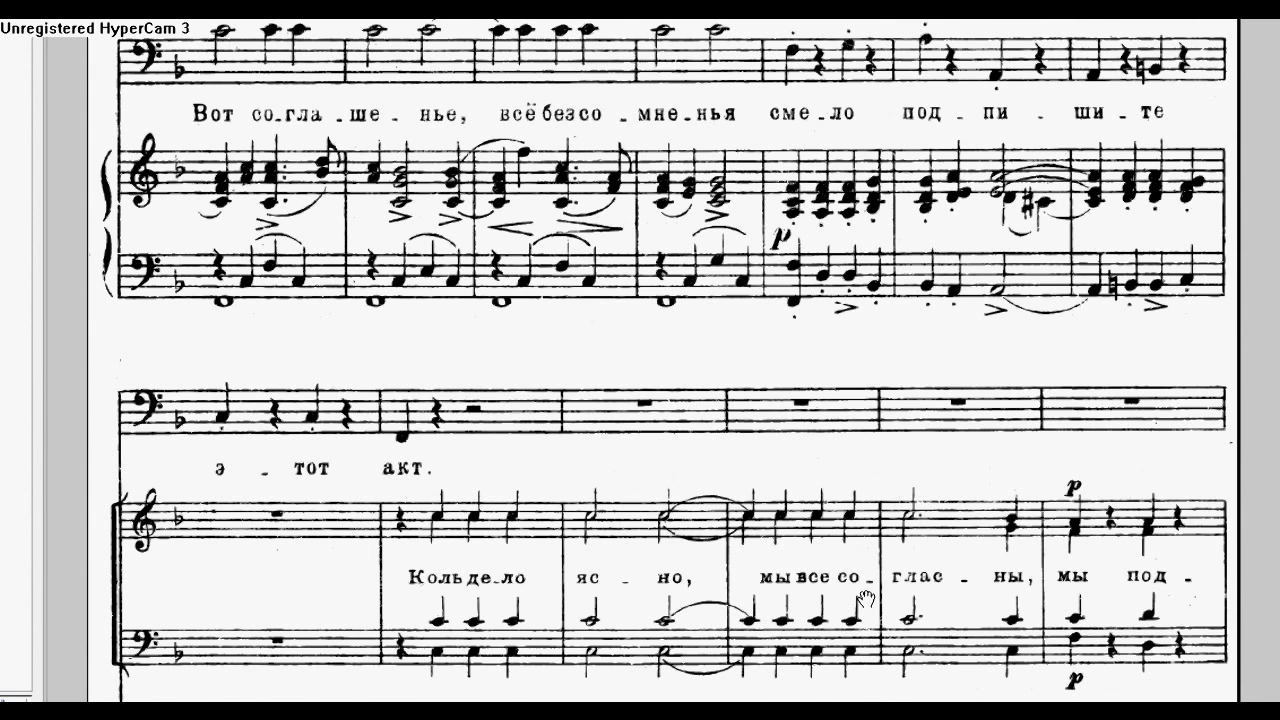 Unregistered HyperCam 3
Вот со_гла_ше_нье, всё без со_мне_нья сме_ло под_пи_ши_те
p
э_тот акт.
p
Коль де_ло яс_но, мы все со_глас_ны, мы под_
p